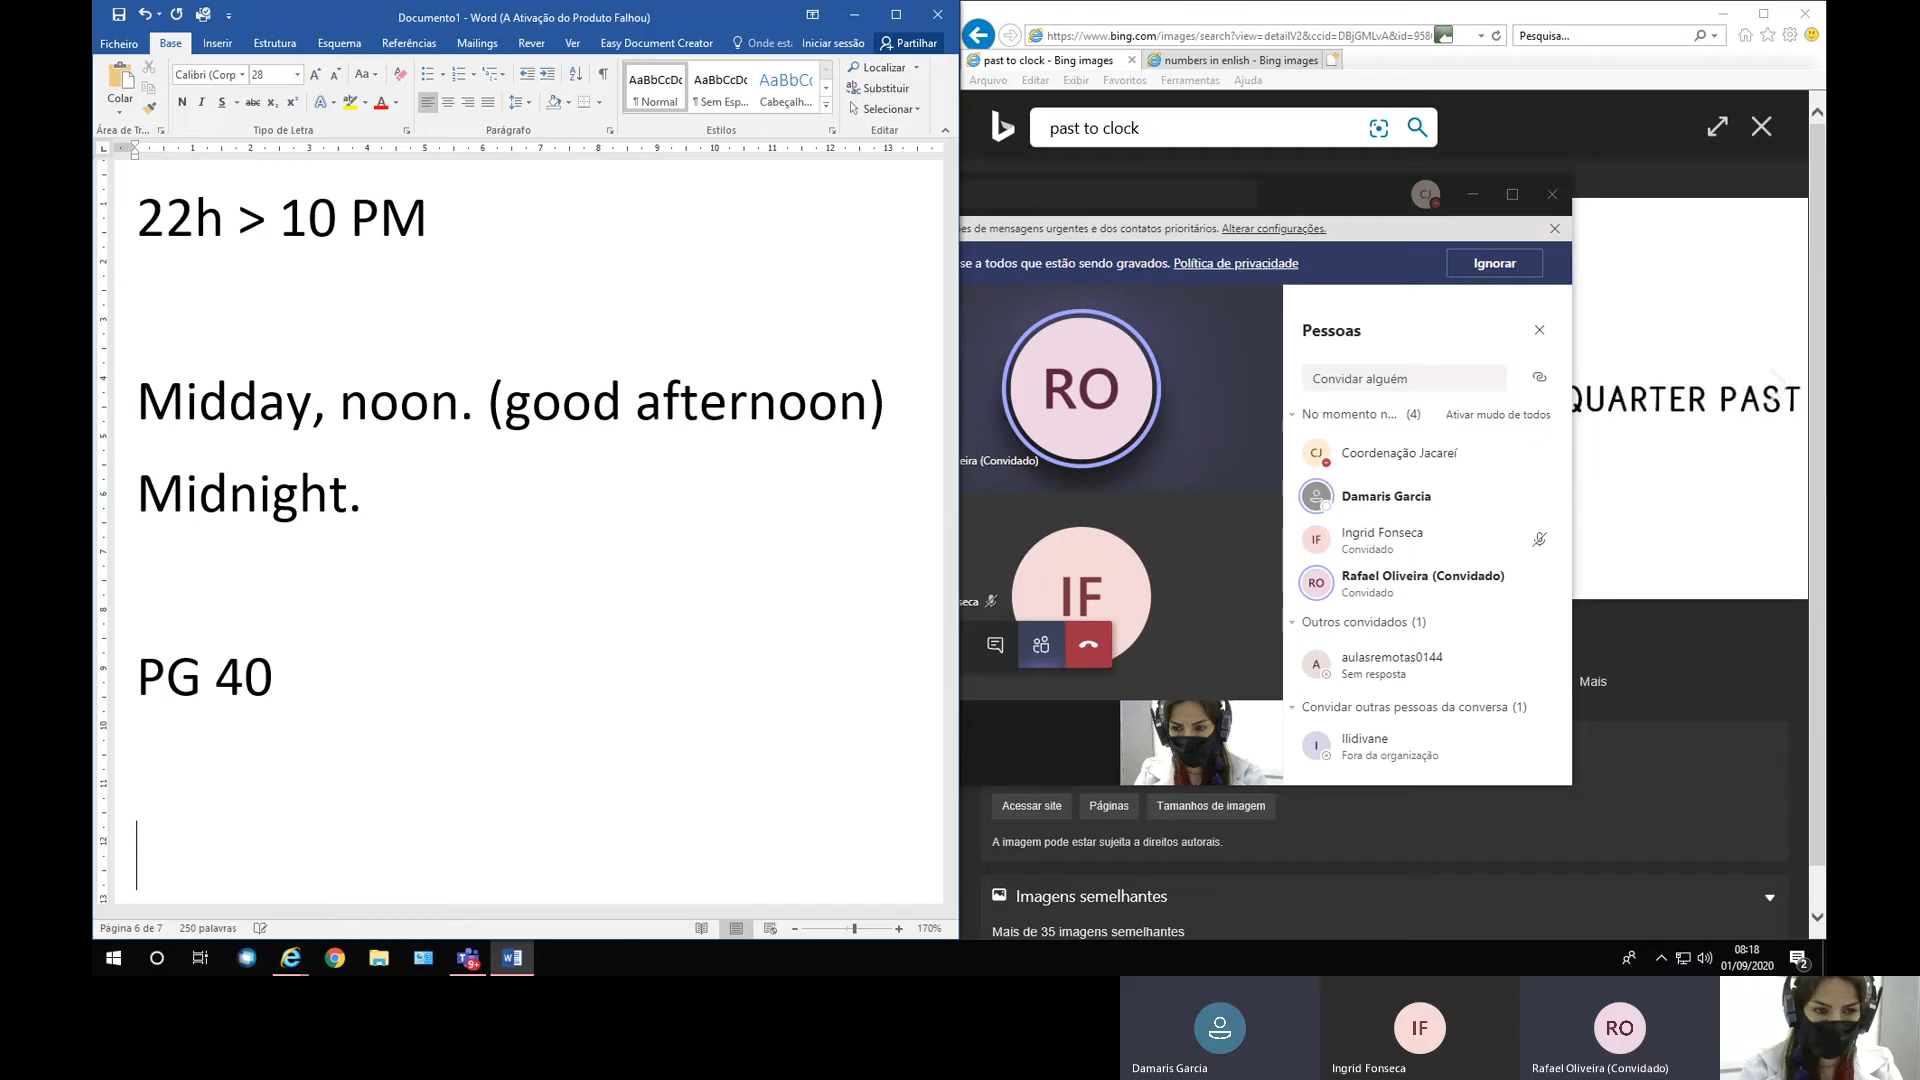 Documento1 - Word (A Ativação do Produto Falhou)
Ficheiro Base Inserir Estrutura Esquema Referências Mailings Rever Ver Easy Document Creator Onde está Iniciar sessão Partilhar
Calibri (Corp 28
Colar
Localizar
Substituir
Selecionar
AaBbCcDc AaBbCcDc AaBbCc
¶ Normal ¶ Sem Esp... Cabeçalh...
Área de Tr... Tipo de Letra Parágrafo Estilos Editar
22h > 10 PM
Midday, noon. (good afternoon)
Midnight.
PG 40
Página 6 de 7 250 palavras 170%
https://www.bing.com/images/search?view=detailV2&ccid=DBjGMLvA&id=958
Pesquisa...
past to clock - Bing images numbers in enlish - Bing images
Arquivo Editar Exibir Favoritos Ferramentas Ajuda
past to clock
CJ
es de mensagens urgentes e dos contatos prioritários. Alterar configurações.
se a todos que estão sendo gravados. Política de privacidade Ignorar
RO
eira (Convidado)
IF
seca
Pessoas
Convidar alguém
No momento n... (4) Ativar mudo de todos
CJ Coordenação Jacareí
Damaris Garcia
IF Ingrid Fonseca
Convidado
RO Rafael Oliveira (Convidado)
Convidado
Outros convidados (1)
A aulasremotas0144
Sem resposta
Convidar outras pessoas da conversa (1)
I Ilidivane
Fora da organização
QUARTER PAST
Mais
Acessar site Páginas Tamanhos de imagem
A imagem pode estar sujeita a direitos autorais.
Imagens semelhantes
Mais de 35 imagens semelhantes
9+
08:18
01/09/2020
2
IF RO
Damaris Garcia Ingrid Fonseca Rafael Oliveira (Convidado)